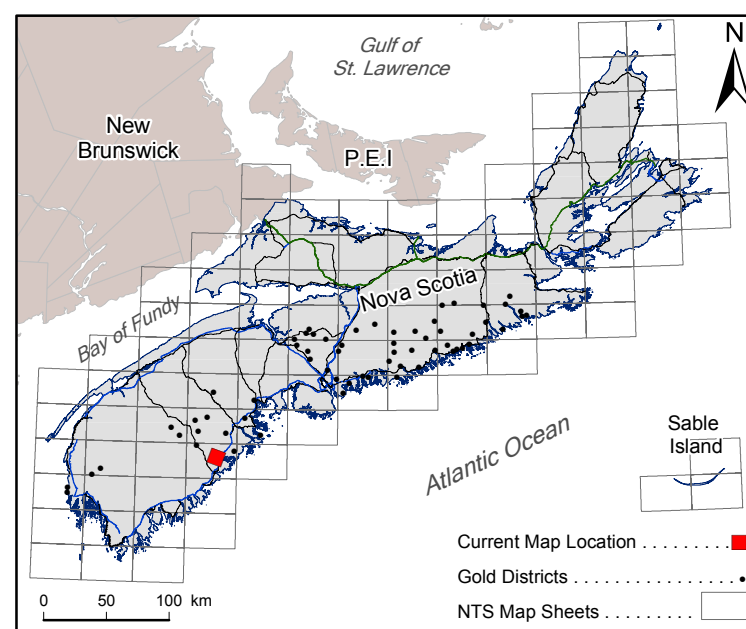 Gulf of
St. Lawrence
N
New
Brunswick
P.E.I
Nova Scotia
Bay of Fundy
Sable
Island
Atlantic Ocean
Current Map Location . . . . . . . . .
Gold Districts . . . . . . . . . . . . . . . .
NTS Map Sheets . . . . . . . . .
0 50 100 km